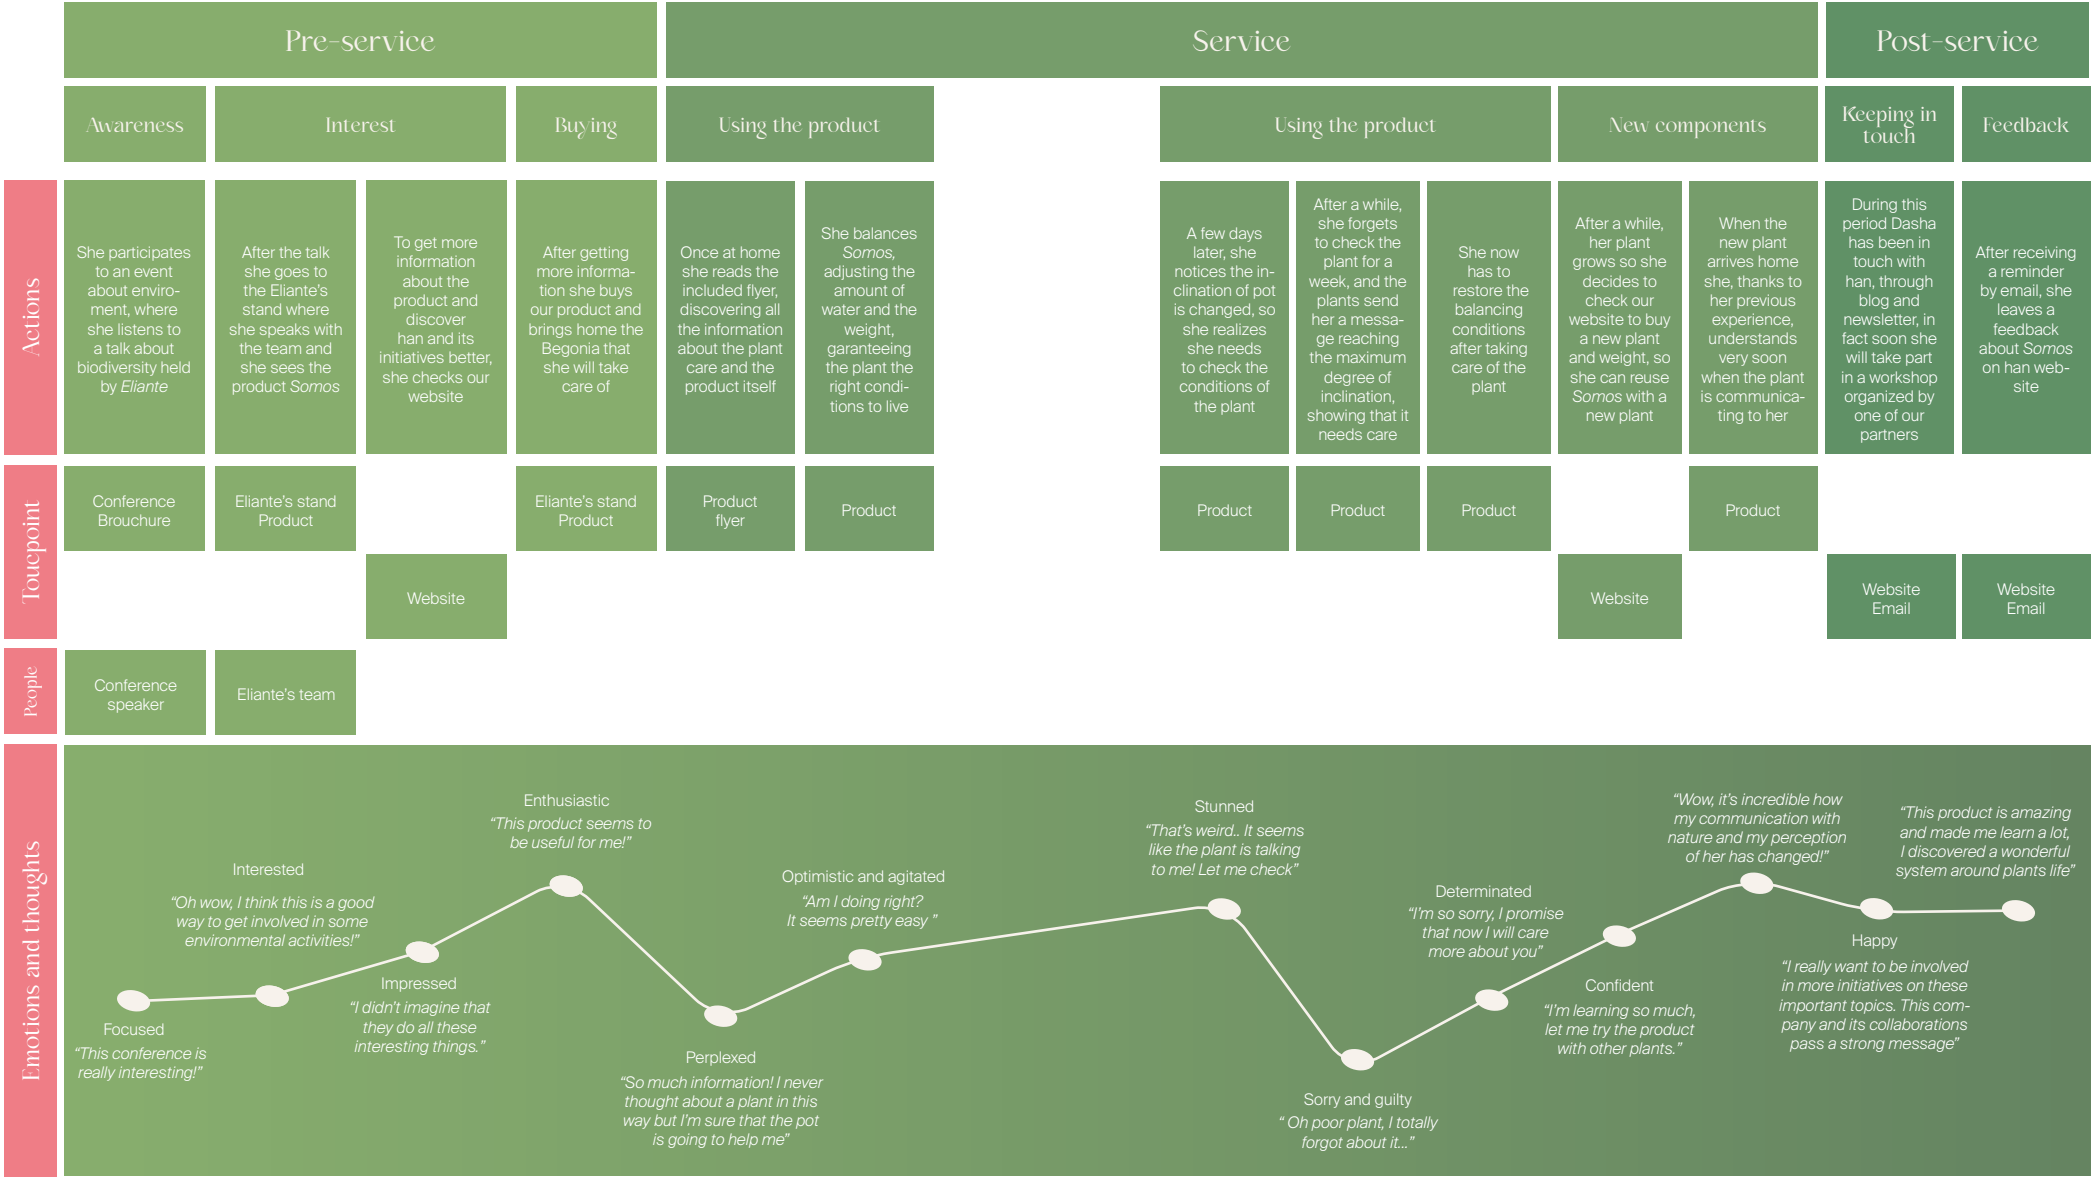 Pre-service
Service
Post-service
Awareness
Interest
Buying
Using the product
Using the product
New components
Keeping in
touch
Feedback
Actions
She participates
to an event
about enviro-
ment, where
she listens to
a talk about
biodiversity held
by Eliante
After the talk
she goes to
the Eliante's
stand where
she speaks with
the team and
she sees the
product Somos
To get more
information
about the
product and
discover
han and its
initiatives better,
she checks our
website
After getting
more informa-
tion she buys
our product and
brings home the
Begonia that
she will take
care of
Once at home
she reads the
included flyer,
discovering all
the information
about the plant
care and the
product itself
She balances
Somos,
adjusting the
amount of
water and the
weight,
garanteeing
the plant the
right condi-
tions to live
A few days
later, she
notices the in-
clination of pot
is changed, so
she realizes
she needs
to check the
conditions of
the plant
After a while,
she forgets
to check the
plant for a
week, and the
plants send
her a messa-
ge reaching
the maximum
degree of
inclination,
showing that it
needs care
She now
has to
restore the
balancing
conditions
after taking
care of the
plant
After a while,
her plant
grows so she
decides to
check our
website to buy
a new plant
and weight, so
she can reuse
Somos with a
new plant
When the
new plant
arrives home
she, thanks to
her previous
experience,
understands
very soon
when the plant
is communica-
ting to her
During this
period Dasha
has been in
touch with
han, through
blog and
newsletter, in
fact soon she
will take part
in a workshop
organized by
one of our
partners
After receiving
a reminder
by email, she
leaves a
feedback
about Somos
on han web-
site
Toucpoint
Conference
Brouchure
Eliante's stand
Product
Eliante's stand
Product
Product
flyer
Product
Product
Product
Product
Product
Website
Website
Website
Email
Website
Email
People
Conference
speaker
Eliante's team
Emotions and thoughts
Focused
"This conference is
really interesting!"
Interested
"Oh wow, I think this is a good
way to get involved in some
environmental activities!"
Impressed
"I didn't imagine that
they do all these
interesting things."
Enthusiastic
"This product seems to
be useful for me!"
Perplexed
"So much information! I never
thought about a plant in this
way but I'm sure that the pot
is going to help me"
Optimistic and agitated
"Am I doing right?
It seems pretty easy "
Stunned
"That's weird.. It seems
like the plant is talking
to me! Let me check"
Sorry and guilty
" Oh poor plant, I totally
forgot about it..."
Determinated
"I'm so sorry, I promise
that now I will care
more about you"
Confident
"I'm learning so much,
let me try the product
with other plants."
"Wow, it's incredible how
my communication with
nature and my perception
of her has changed!"
Happy
"I really want to be involved
in more initiatives on these
important topics. This com-
pany and its collaborations
pass a strong message"
"This product is amazing
and made me learn a lot,
I discovered a wonderful
system around plants life"